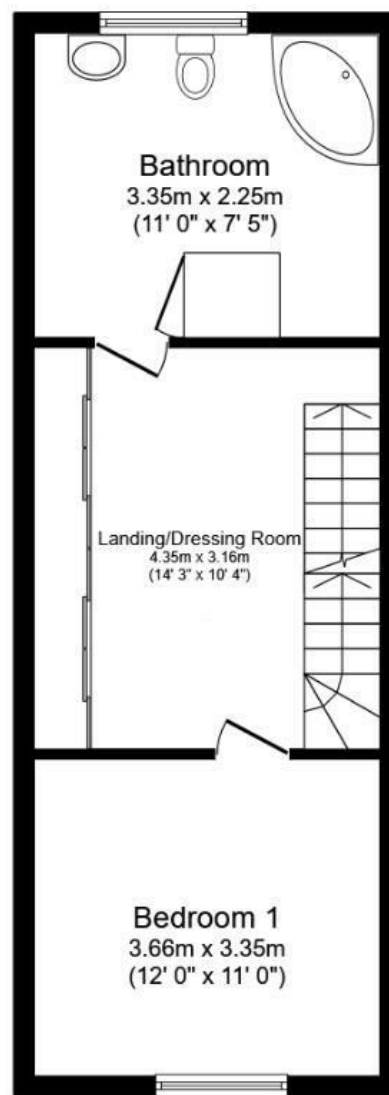 Bathroom
3.35m x 2.25m
(11' 0" x 7' 5")
Landing/Dressing Room
4.35m x 3.16m
(14' 3" x 10' 4")
Bedroom 1
3.66m x 3.35m
(12' 0" x 11' 0")